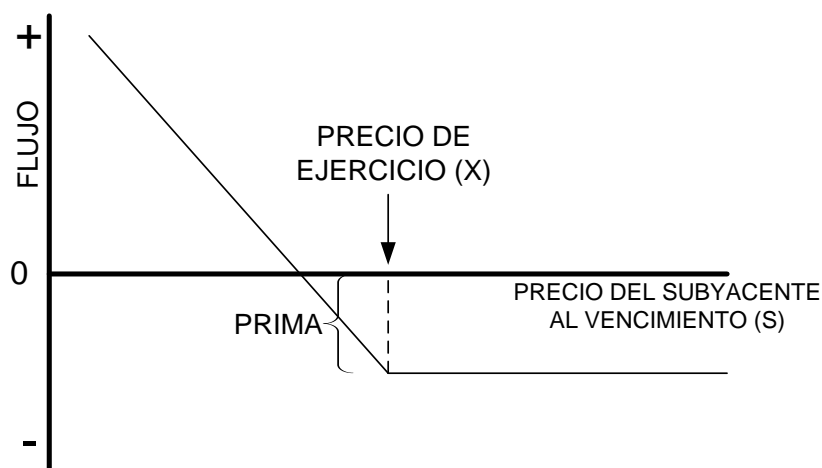 +
FLUJO
PRECIO DE
EJERCICIO (X)
0
PRECIO DEL SUBYACENTE
AL VENCIMIENTO (S)
PRIMA
-